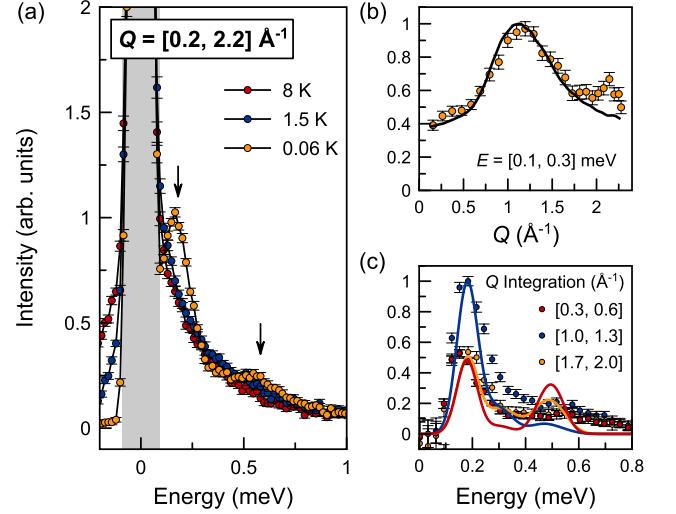 (a)
Q = [0.2, 2.2] Å-1
8 K
1.5 K
0.06 K
2
1.5
1
0.5
0
0 0.5 1
Intensity (arb. units)
Energy (meV)
(b)
1
0.8
0.6
0.4
0.2
0
E = [0.1, 0.3] meV
0 0.5 1 1.5 2
Q (Å-1)
(c)
Q Integration (Å-1)
[0.3, 0.6]
[1.0, 1.3]
[1.7, 2.0]
1
0.8
0.6
0.4
0.2
0
0 0.2 0.4 0.6 0.8
Energy (meV)